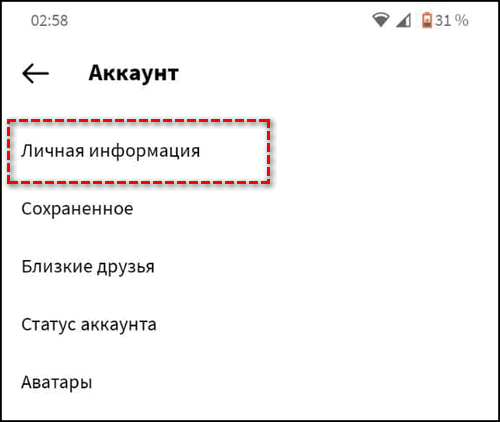 02:58 31 %
Аккаунт
Личная информация
Сохраненное
Близкие друзья
Статус аккаунта
Аватары